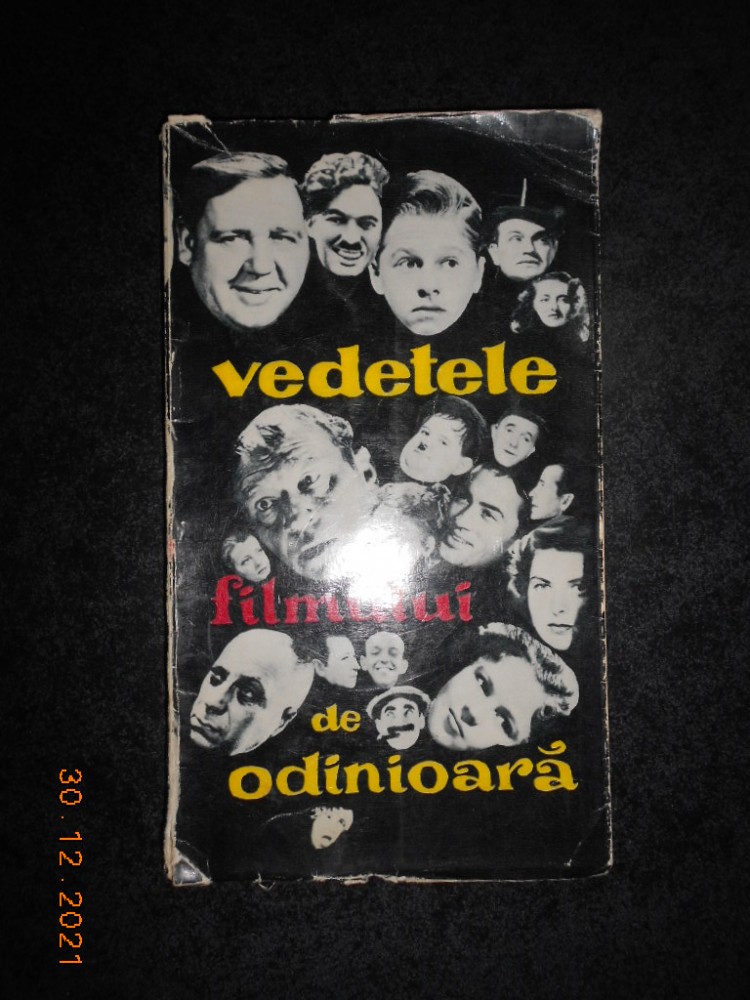 vedetele
filmului
de
odinioară
30.12.2021